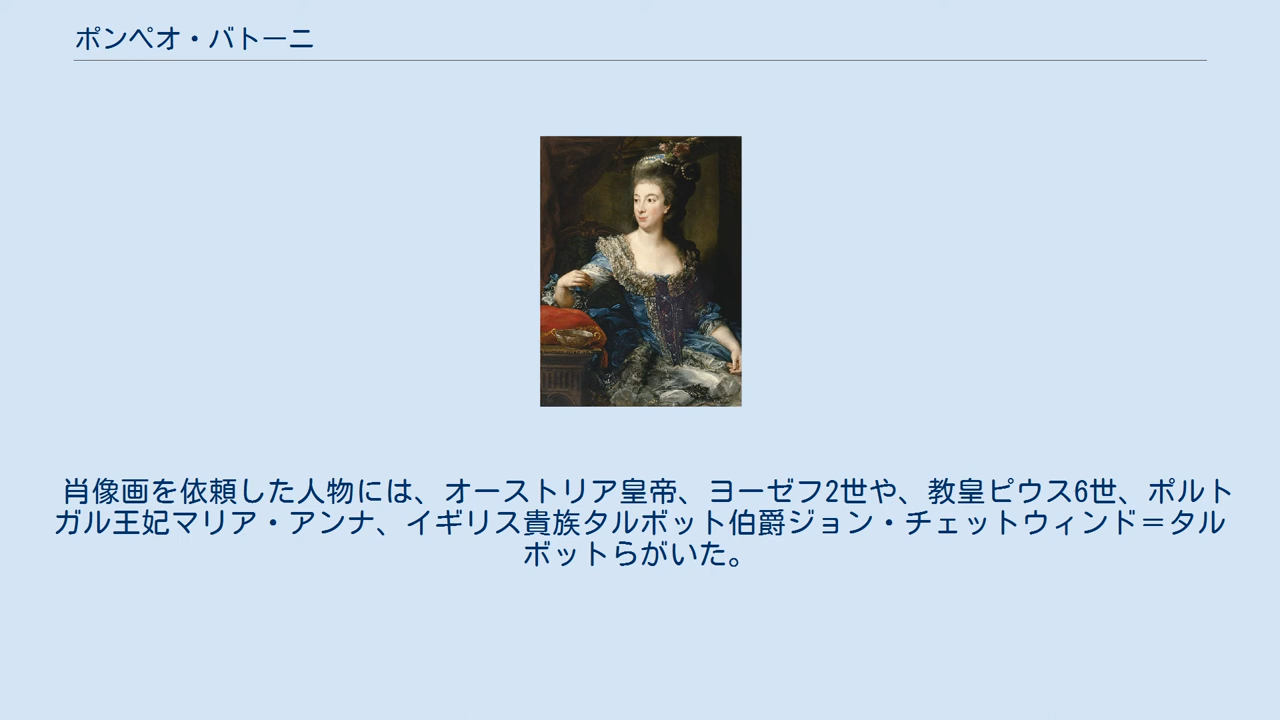 ポンペオ・バトーニ
肖像画を依頼した人物には、オーストリア皇帝、ヨーゼフ2世や、教皇ピウス6世、ポルト
ガル王妃マリア・アンナ、イギリス貴族タルボット伯爵ジョン・チェットウィンド＝タル
ボットらがいた。